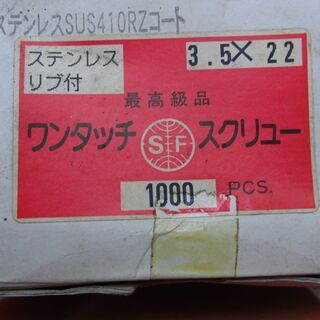 ステンレスSUS410RZコート
ステンレス
リブ付
3.5×22
最高級品
ワンタッチ SF スクリュー
1000 PCS.